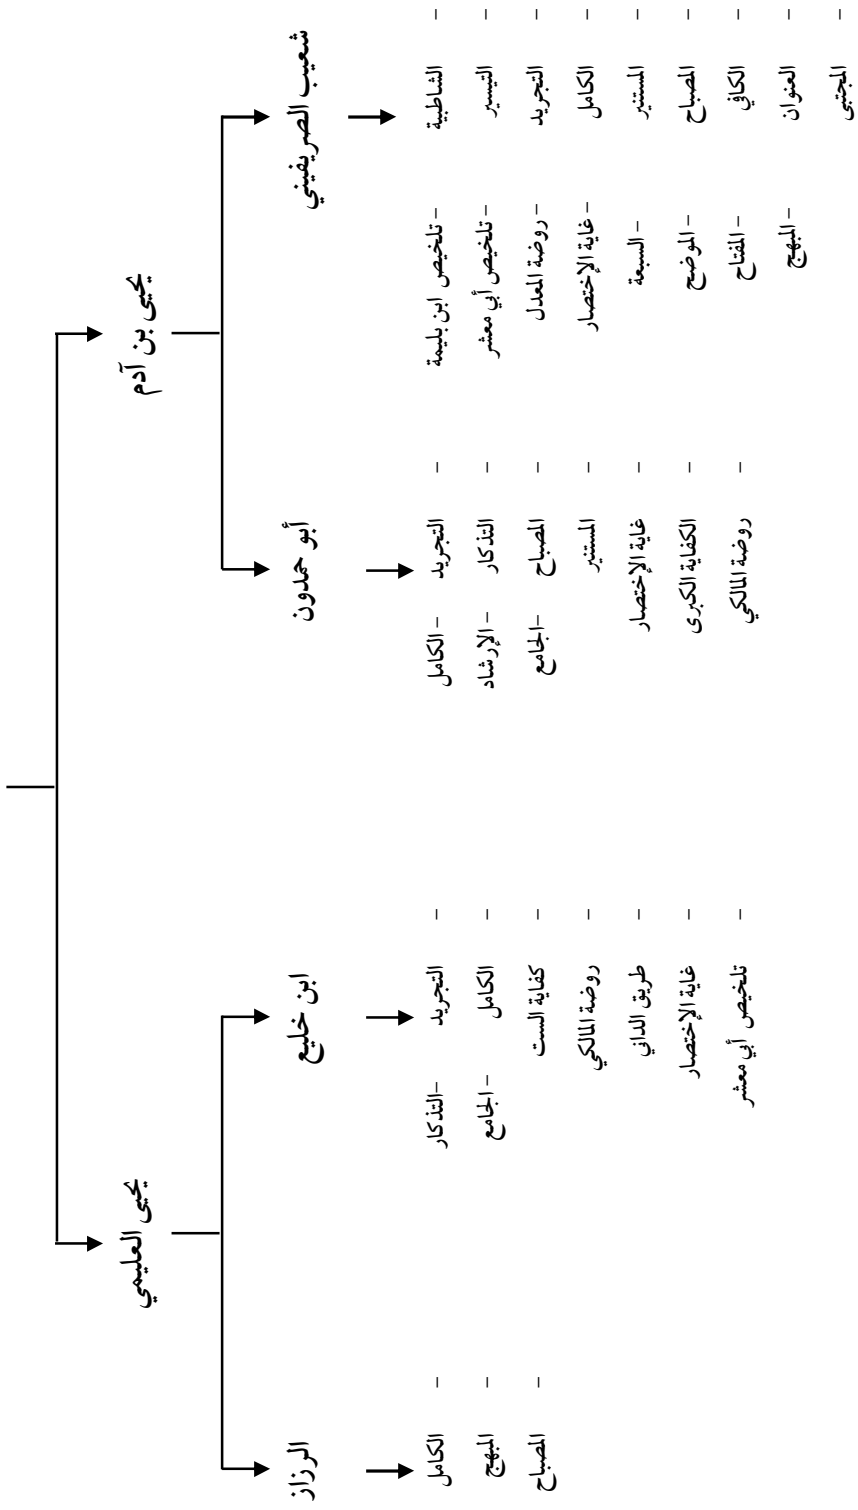 يحيى بن آدم
يحيى العليمي
شعيب الصريفيني
أبو حمدون
ابن خليع
الرزاز
- الشاطبية
- التيسير
- التجريد
- الكامل
- المستنير
- المصباح
- الكافي
- العنوان
- المجتبى
- تلخيص ابن بليمة
- تلخيص أبي معشر
- روضة المعدل
- غاية الإختصار
- السبعة
- الموضح
- المفتاح
- المبهج
- التجريد
- التذكار
- المصباح
- المستنير
- غاية الإختصار
- الكفاية الكبرى
- روضة المالكي
- الكامل
- الإرشاد
-الجامع
- التجريد
- الكامل
- كفاية الست
- روضة المالكي
- طريق الداني
- غاية الإختصار
- تلخيص أبي معشر
-التذكار
- الجامع
- الكامل
- المبهج
- المصباح